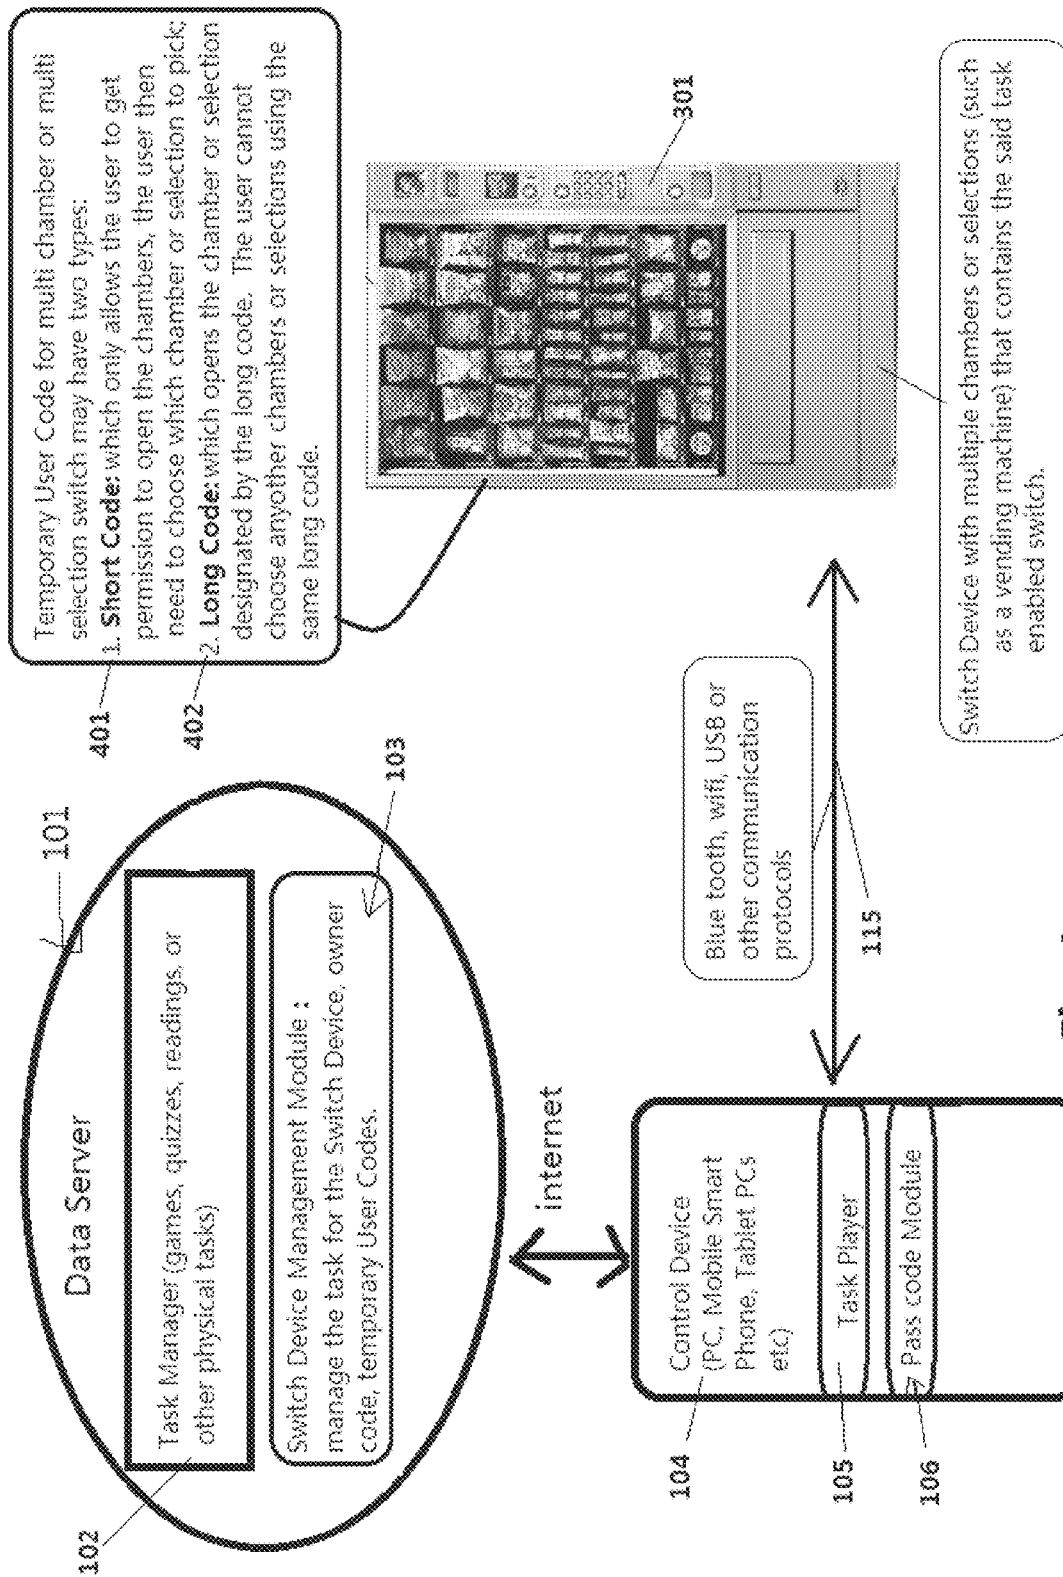 101
Data Server
102
Task Manager (games, quizzes, readings, or
other physical tasks)
Switch Device Management Module :
manage the task for the Switch Device, owner
code, temporary User Codes.
103
Temporary User Code for multi chamber or multi
selection switch may have two types:
401
1. Short Code: which only allows the user to get
permission to open the chambers, the user then
need to choose which chamber or selection to pick;
402
2. Long Code: which opens the chamber or selection
designated by the long code. The user cannot
choose anyother chambers or selections using the
same long code.
301
internet
104
Control Device
(PC, Mobile Smart
Phone, Tablet PCs
etc)
105
Task Player
106
Pass code Module
Blue tooth, wifi, USB or
other communication
protocols
115
Switch Device with multiple chambers or selections (such
as a vending machine) that contains the said task
enabled switch.